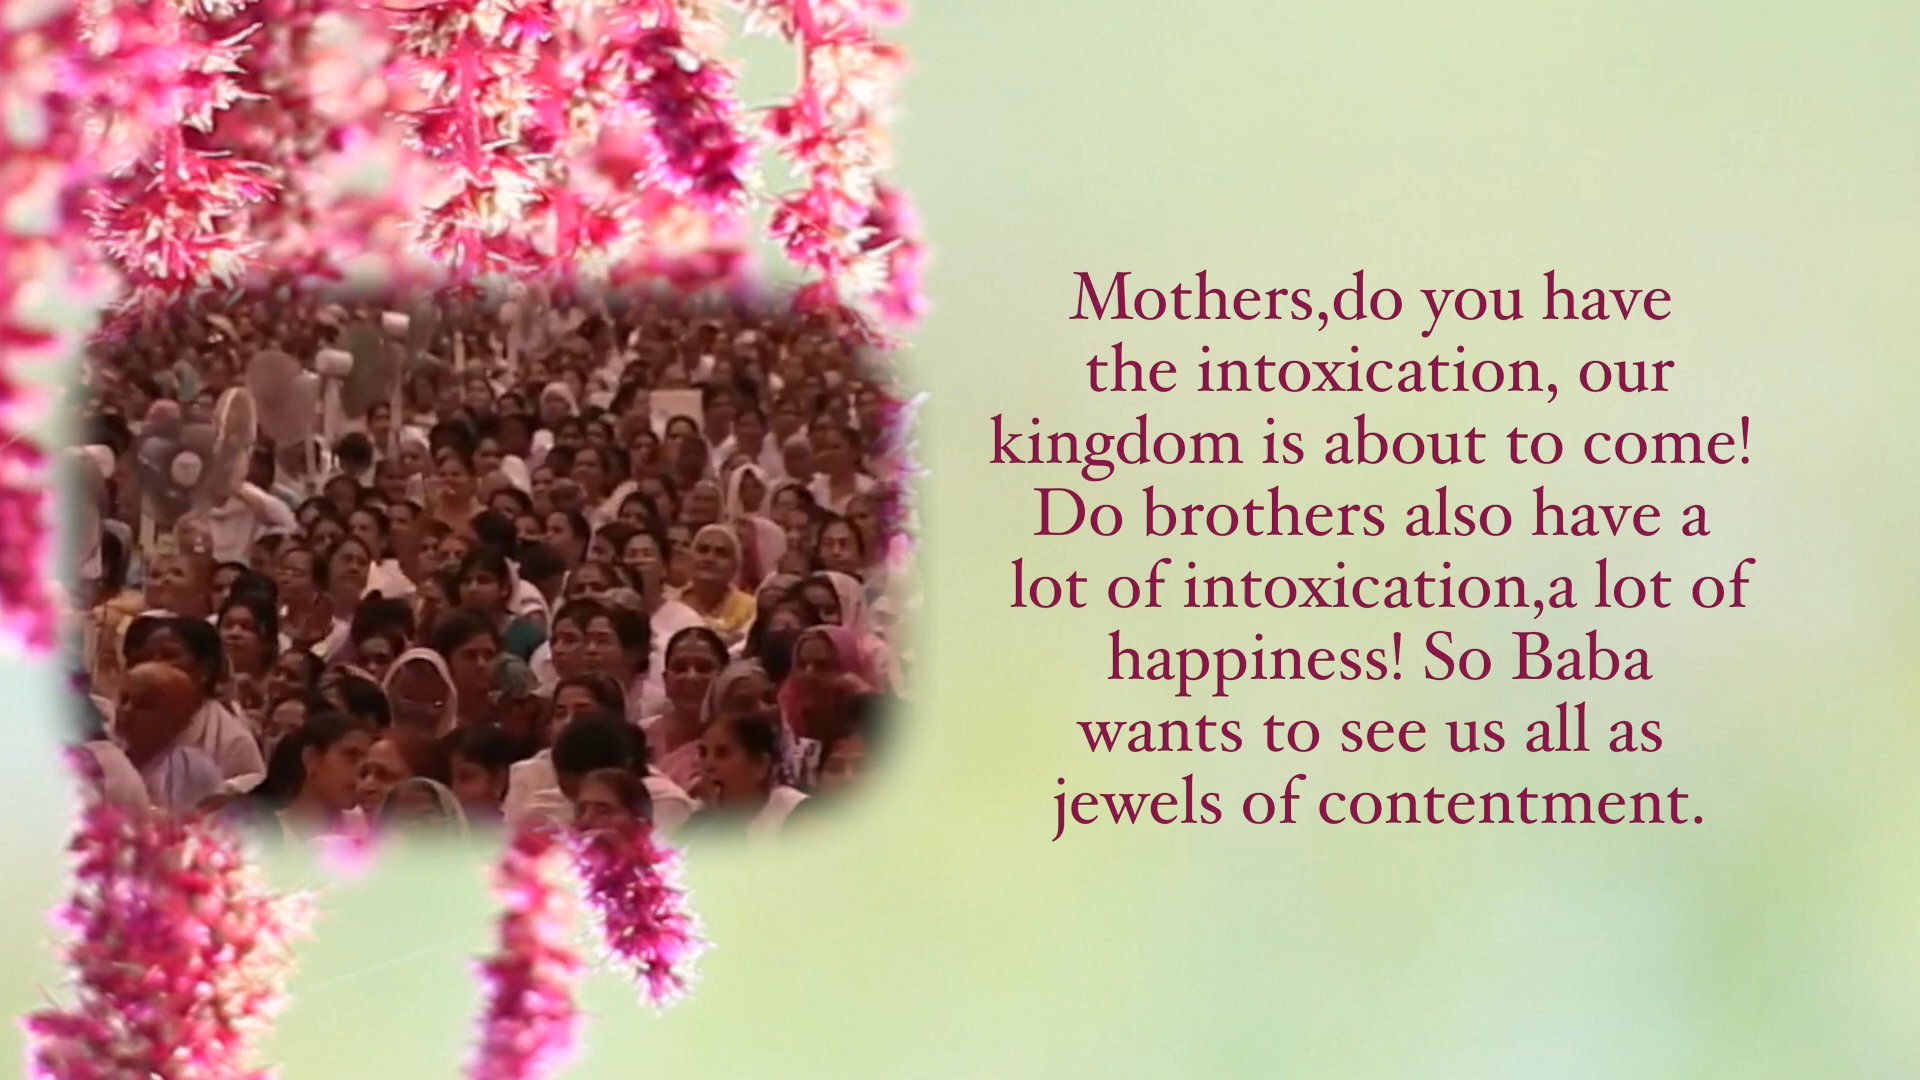 Mothers,do you have
the intoxication, our
kingdom is about to come!
Do brothers also have a
lot of intoxication,a lot of
happiness! So Baba
wants to see us all as
jewels of contentment.